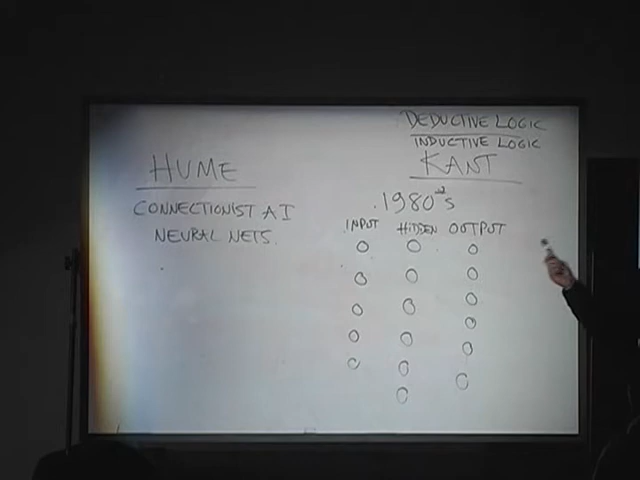 DEDUCTIVE LOGIC
INDUCTIVE LOGIC
HUME
KANT
CONNECTIONIST AI
NEURAL NETS.
1980's
INPUT HIDDEN OUTPUT